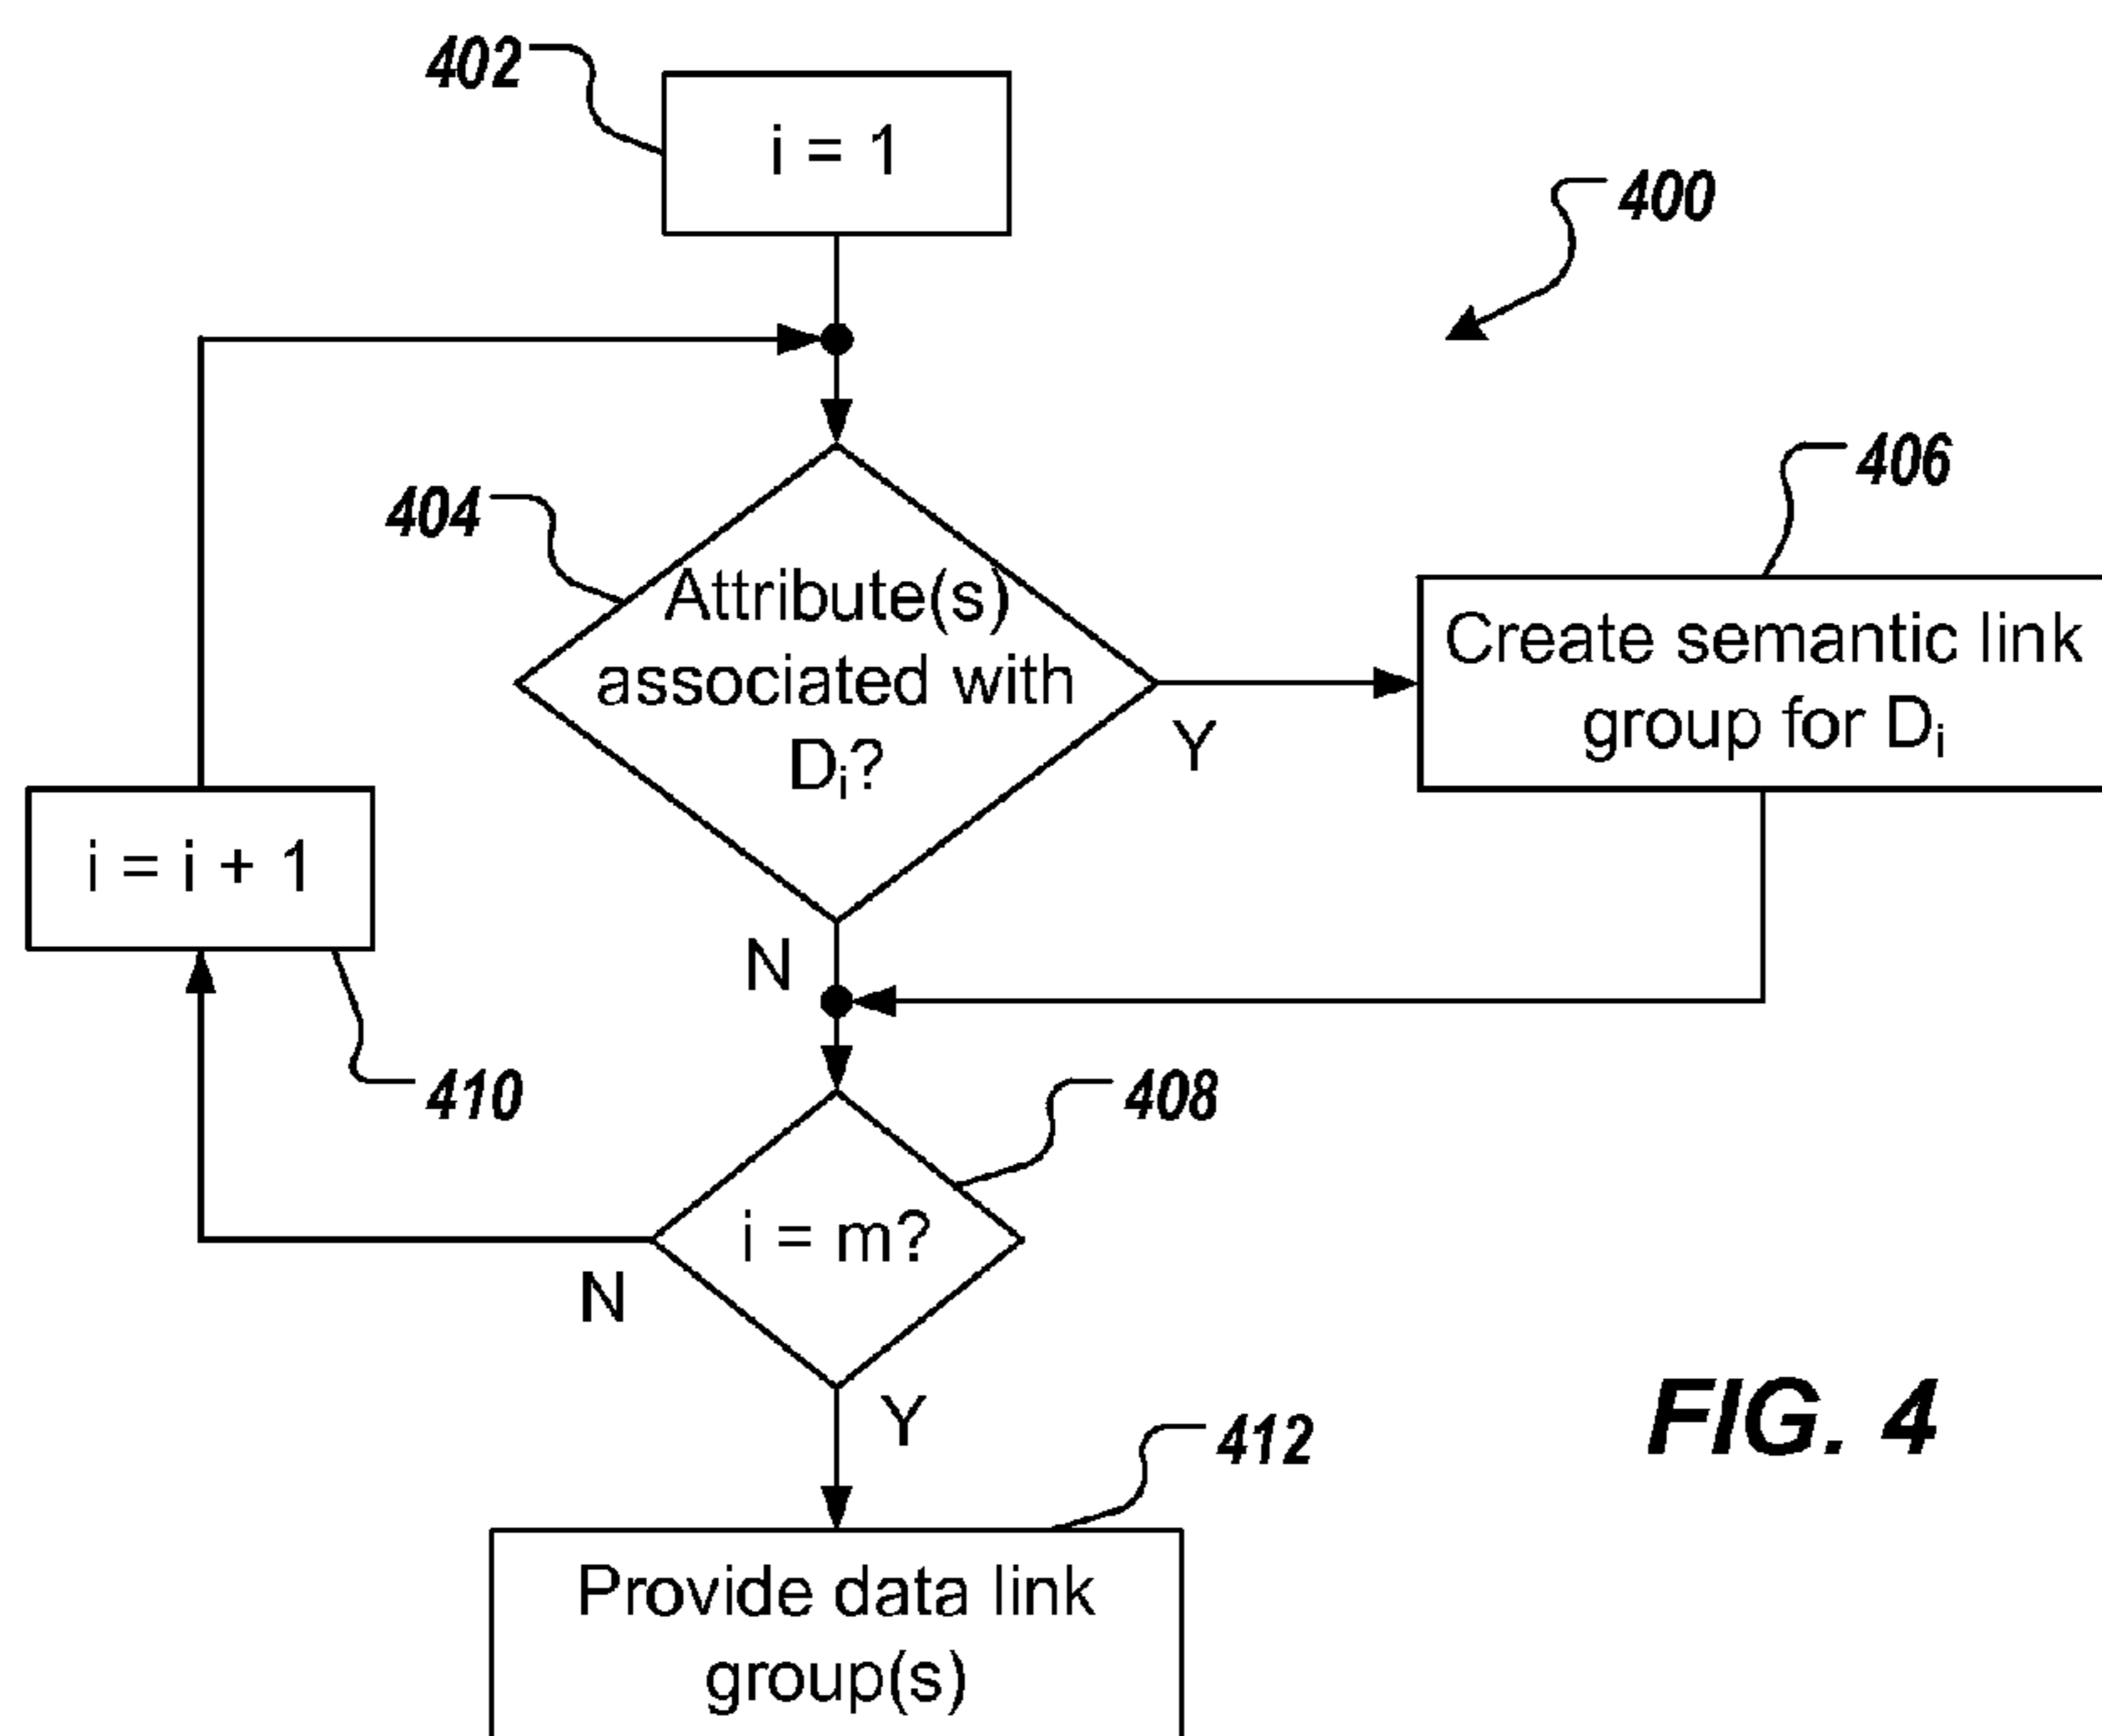 402
i = 1
400
404
Attribute(s)
associated with
Di?
Y
N
406
Create semantic link
group for Di
i = i + 1
410
408
i = m?
N
Y
412
Provide data link
group(s)
FIG. 4